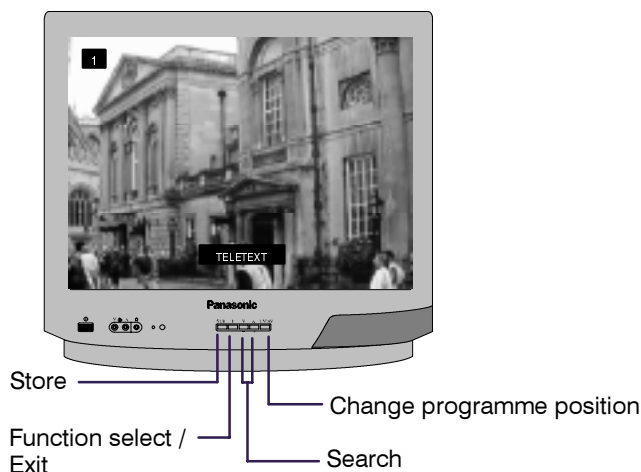 1
TELETEXT
Panasonic
Store
Change programme position
Function select /
Exit
Search